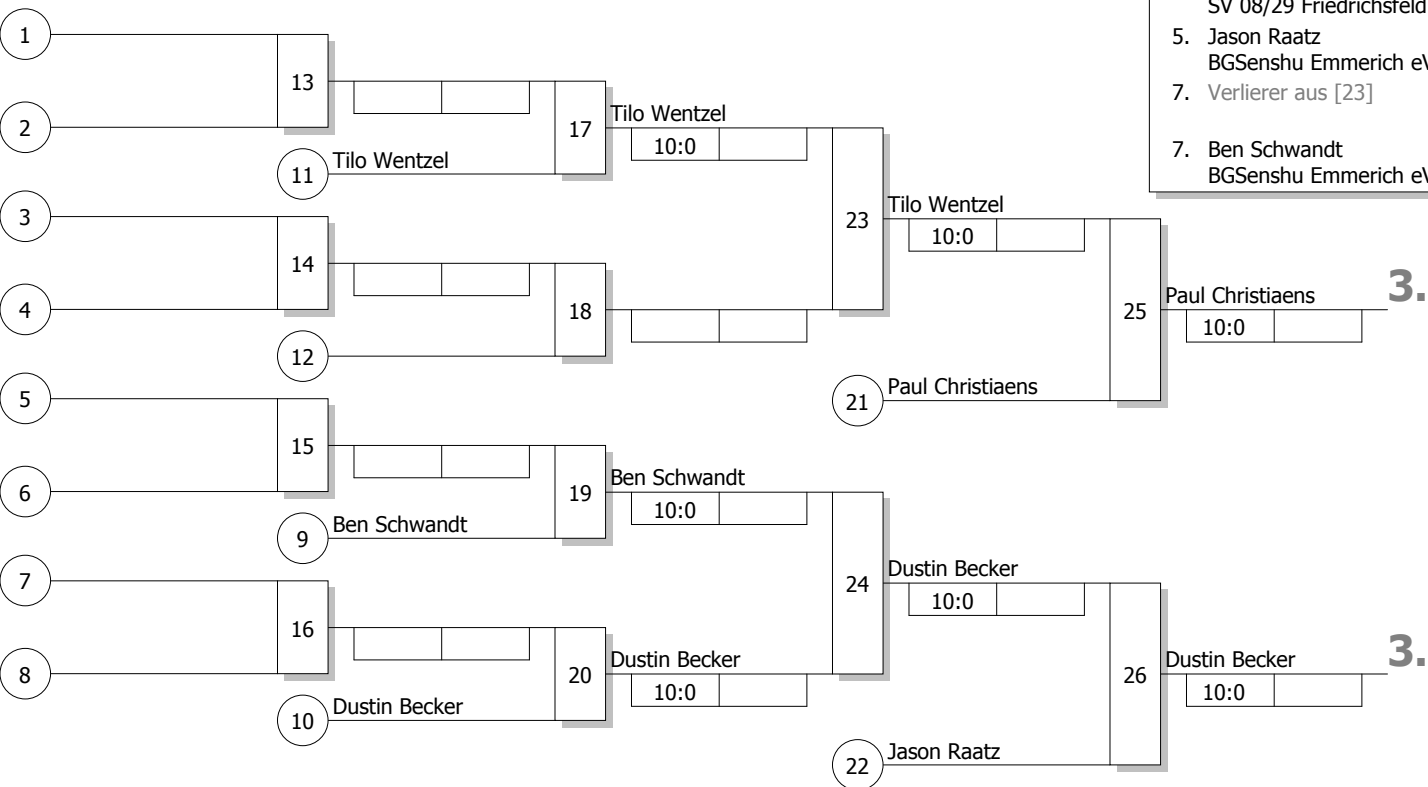 SV 08/29 Friedrichsfeld
5. Jason Raatz
BGSenshu Emmerich eV
7. Verlierer aus [23]
7. Ben Schwandt
BGSenshu Emmerich eV
1
13
2
17
Tilo Wentzel
10:0
11
Tilo Wentzel
3
23
Tilo Wentzel
10:0
14
4
18
25
Paul Christiaens
3.
10:0
12
5
21
Paul Christiaens
15
6
19
Ben Schwandt
10:0
9
Ben Schwandt
7
24
Dustin Becker
10:0
16
8
20
Dustin Becker
10:0
26
Dustin Becker
3.
10:0
10
Dustin Becker
22
Jason Raatz